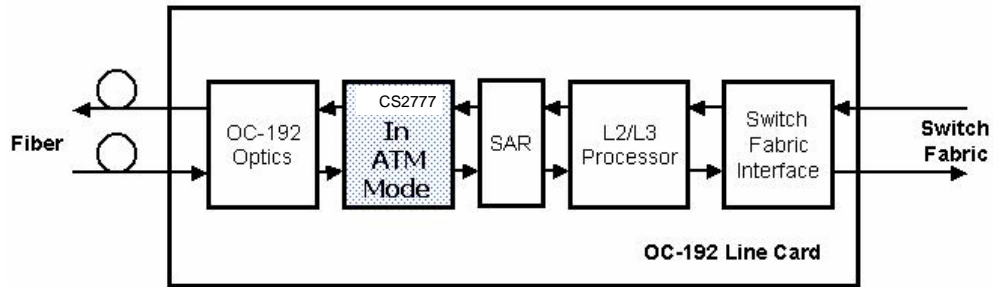 Fiber
OC-192
Optics
CS2777
In
ATM
Mode
SAR
L2/L3
Processor
Switch
Fabric
Interface
Switch
Fabric
OC-192 Line Card